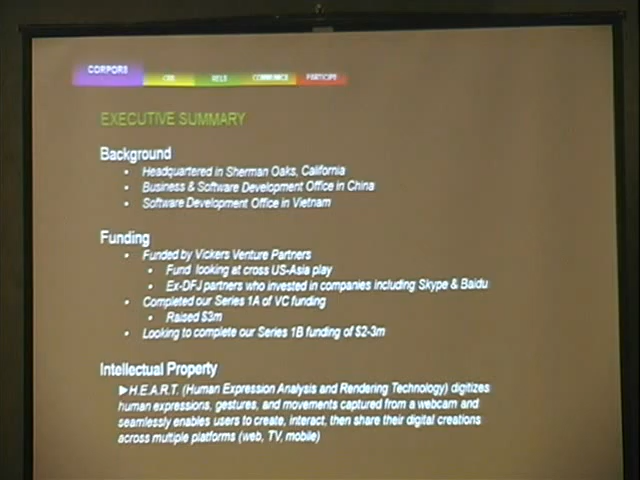 EXECUTIVE SUMMARY
Background
• Headquartered in Sherman Oaks, California
• Business & Software Development Office in China
• Software Development Office in Vietnam
Funding
• Funded by Vickers Venture Partners
• Fund looking at cross US-Asia play
• Ex-DFJ partners who invested in companies including Skype & Baidu
• Completed our Series 1A of VC funding
• Raised $3m
• Looking to complete our Series 1B funding of $2-3m
Intellectual Property
►H.E.A.R.T. (Human Expression Analysis and Rendering Technology) digitizes
human expressions, gestures, and movements captured from a webcam and
seamlessly enables users to create, interact, then share their digital creations
across multiple platforms (web, TV, mobile)